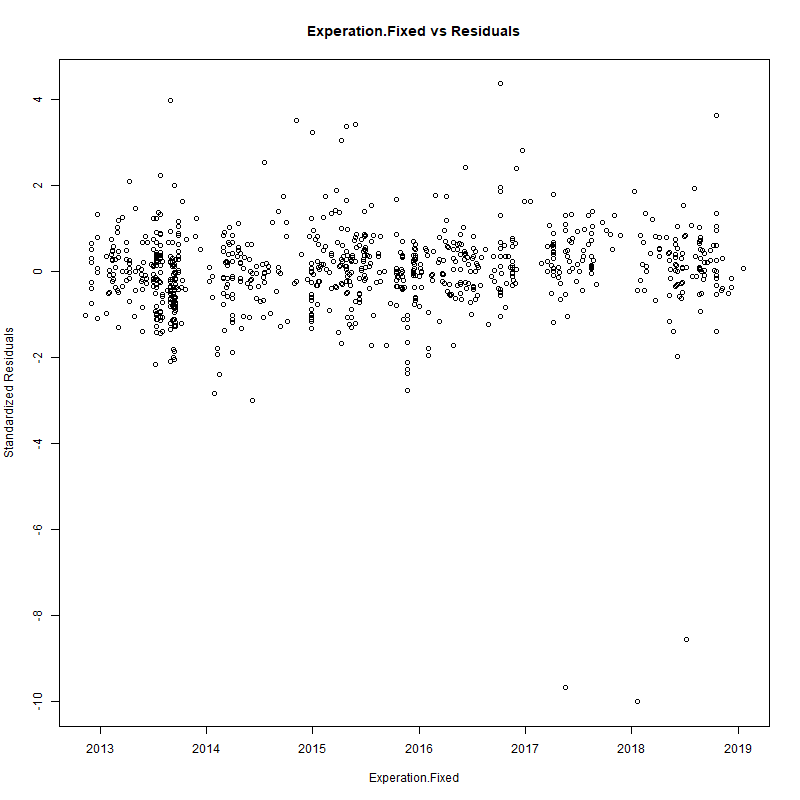 Experation.Fixed vs Residuals
Standardized Residuals
4
2
0
-2
-4
-6
-8
-10
2013 2014 2015 2016 2017 2018 2019
Experation.Fixed